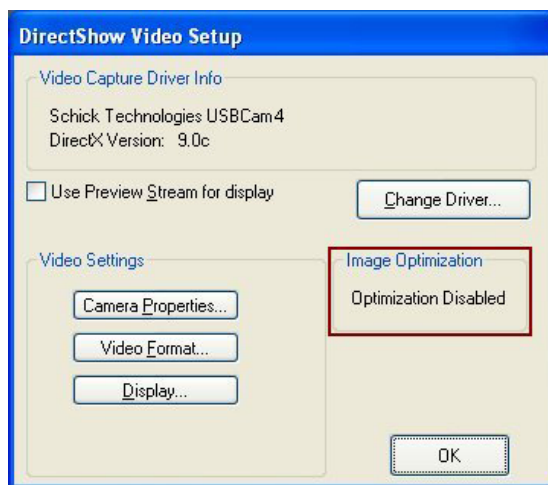 DirectShow Video Setup
Video Capture Driver Info
Schick Technologies USBCam4
DirectX Version: 9.0c
Use Preview Stream for display
Change Driver...
Video Settings
Image Optimization
Camera Properties...
Optimization Disabled
Video Format...
Display...
OK